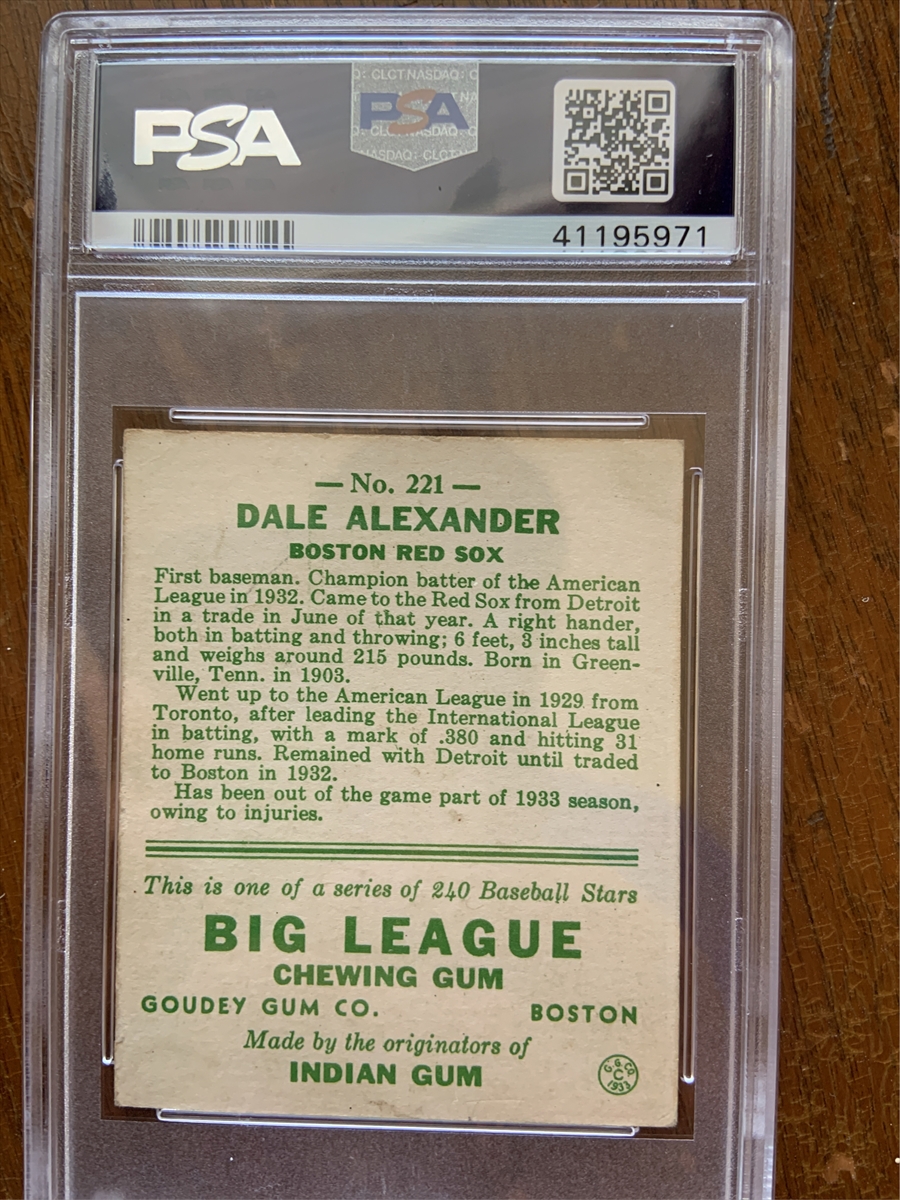 PSA
D: CLCT NASDAQ: C
PSA
NASDAQ: CLCT
41195971
— No. 221 —
DALE ALEXANDER
BOSTON RED SOX
First baseman. Champion batter of the American
League in 1932. Came to the Red Sox from Detroit
in a trade in June of that year. A right hander,
both in batting and throwing; 6 feet, 3 inches tall
and weighs around 215 pounds. Born in Green-
ville, Tenn. in 1903.
Went up to the American League in 1929 from
Toronto, after leading the International League
in batting, with a mark of .380 and hitting 31
home runs. Remained with Detroit until traded
to Boston in 1932.
Has been out of the game part of 1933 season,
owing to injuries.
This is one of a series of 240 Baseball Stars
BIG LEAGUE
CHEWING GUM
GOUDEY GUM CO. BOSTON
Made by the originators of
INDIAN GUM
G. G. CO.
C
1933